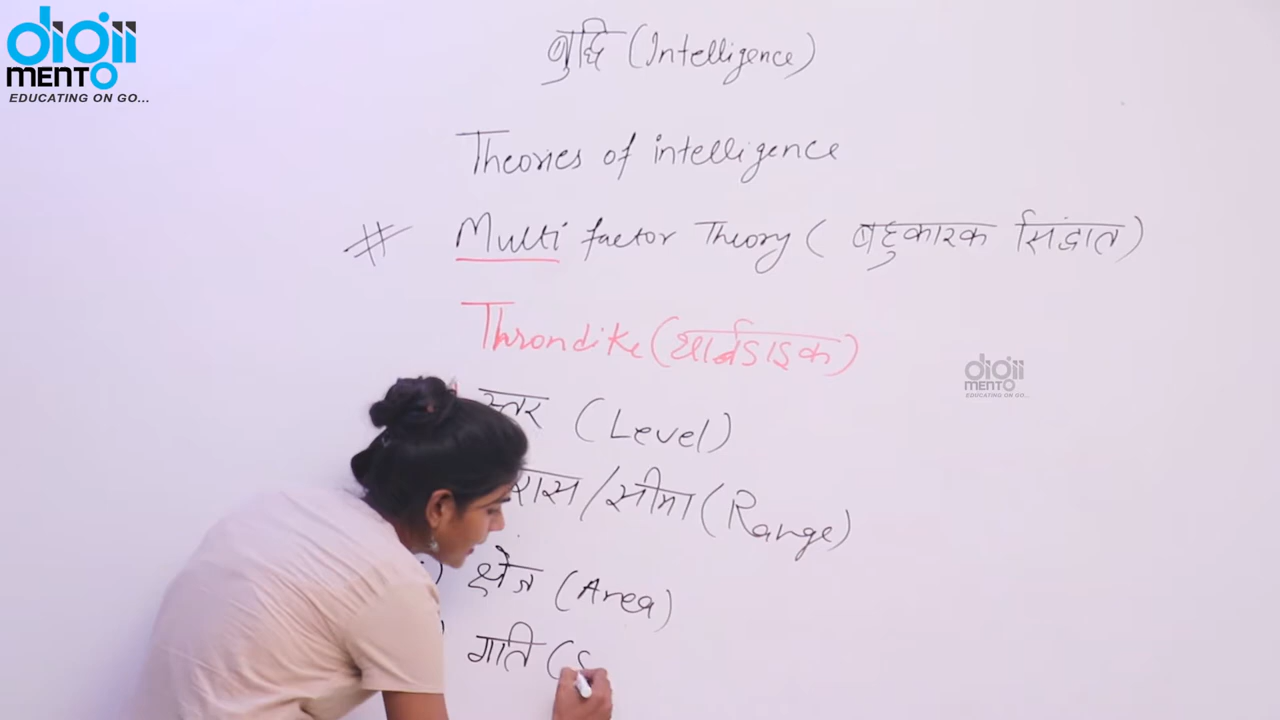 digii
MENTO
EDUCATING ON GO...
बुद्धि (Intelligence)
Theories of intelligence
# Multi factor Theory ( बहुकारक सिद्धांत )
Throndike (थार्नडाइक)
स्तर (Level)
रास / सीमा (Range)
क्षेत्र (Area)
गति (S
digii
MENTO
EDUCATING ON GO...